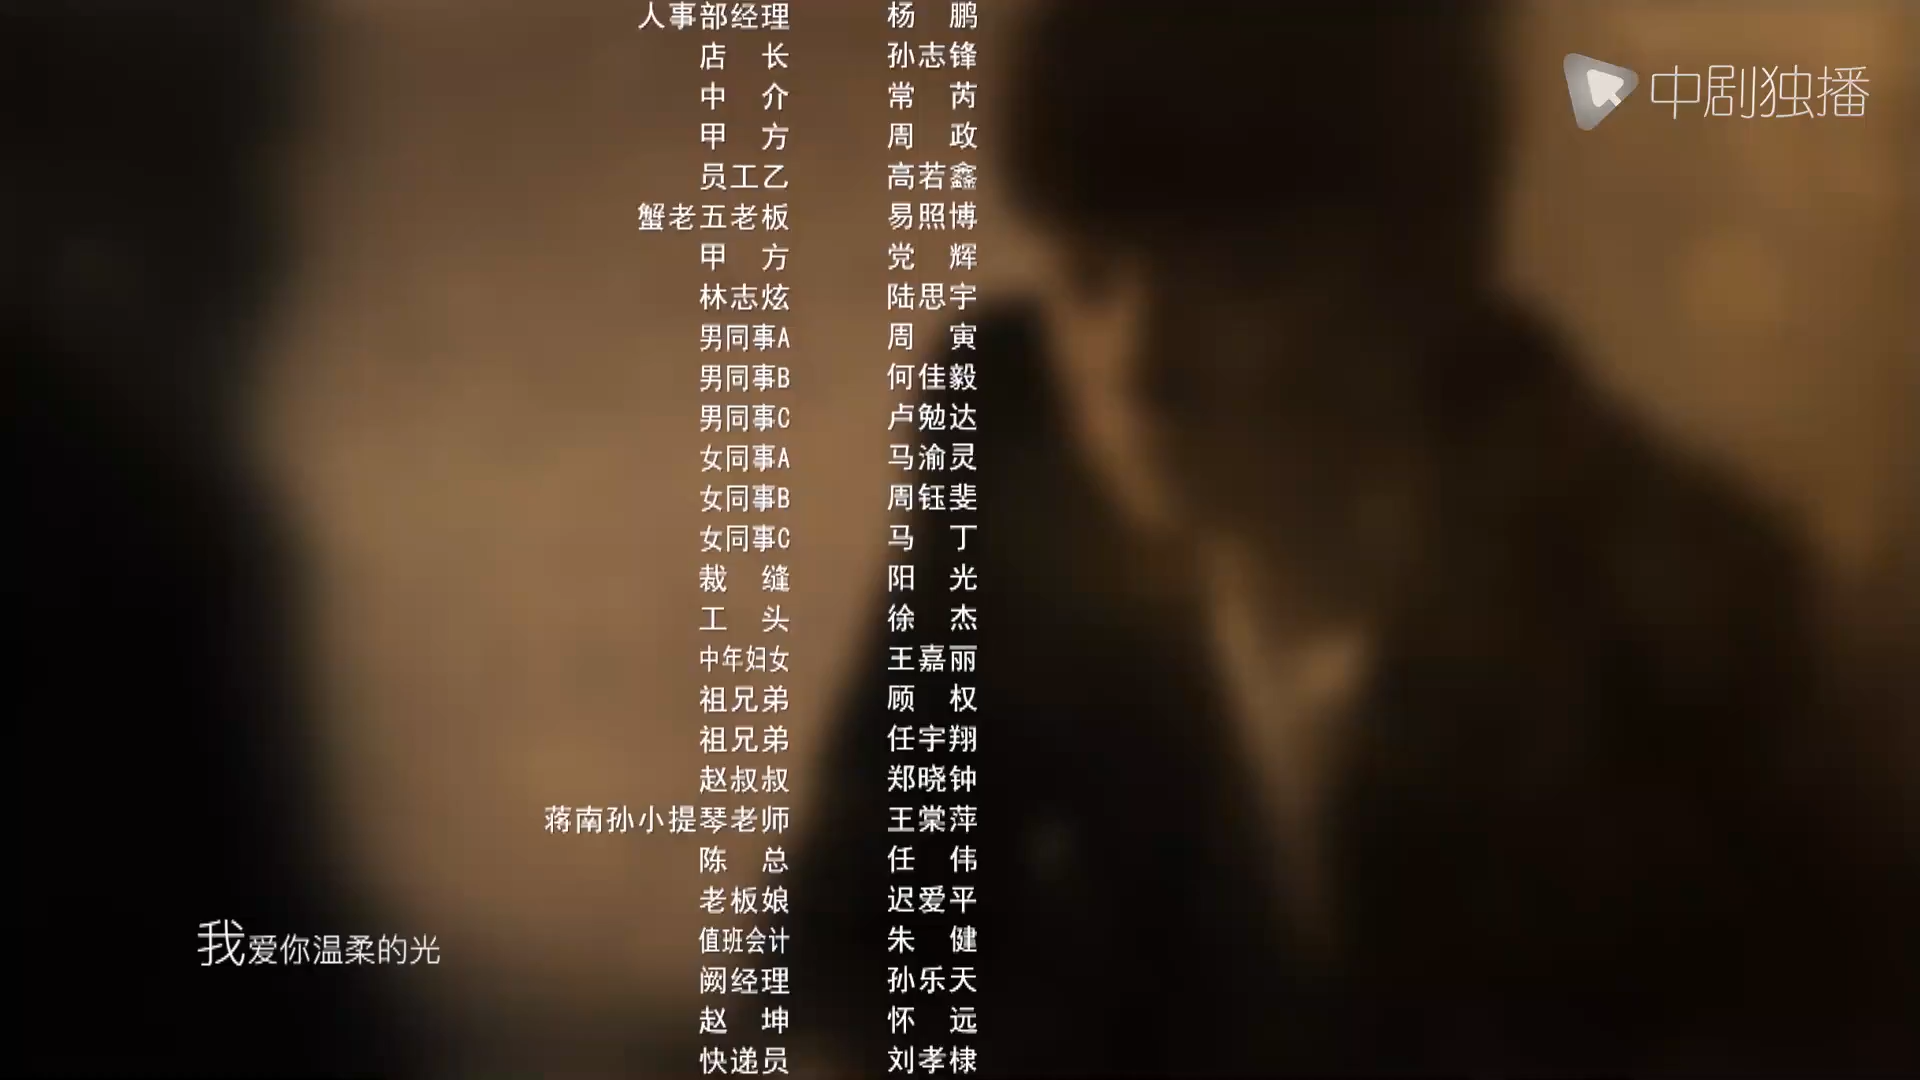 人事部经理 杨鹏
中剧独播
店长 孙志锋
中介 常芮
甲方 周政
员工乙 高若鑫
蟹老五老板 易照博
甲方 党辉
林志炫 陆思宇
男同事A 周寅
男同事B 何佳毅
男同事C 卢勉达
女同事A 马渝灵
女同事B 周钰斐
女同事C 马丁
裁缝 阳光
工头 徐杰
中年妇女 王嘉丽
祖兄弟 顾权
祖兄弟 任宇翔
赵叔叔 郑晓钟
蒋南孙小提琴老师 王棠萍
陈总 任伟
老板娘 迟爱平
值班会计 朱健
阙经理 孙乐天
赵坤 怀远
快递员 刘孝棣
我爱你温柔的光